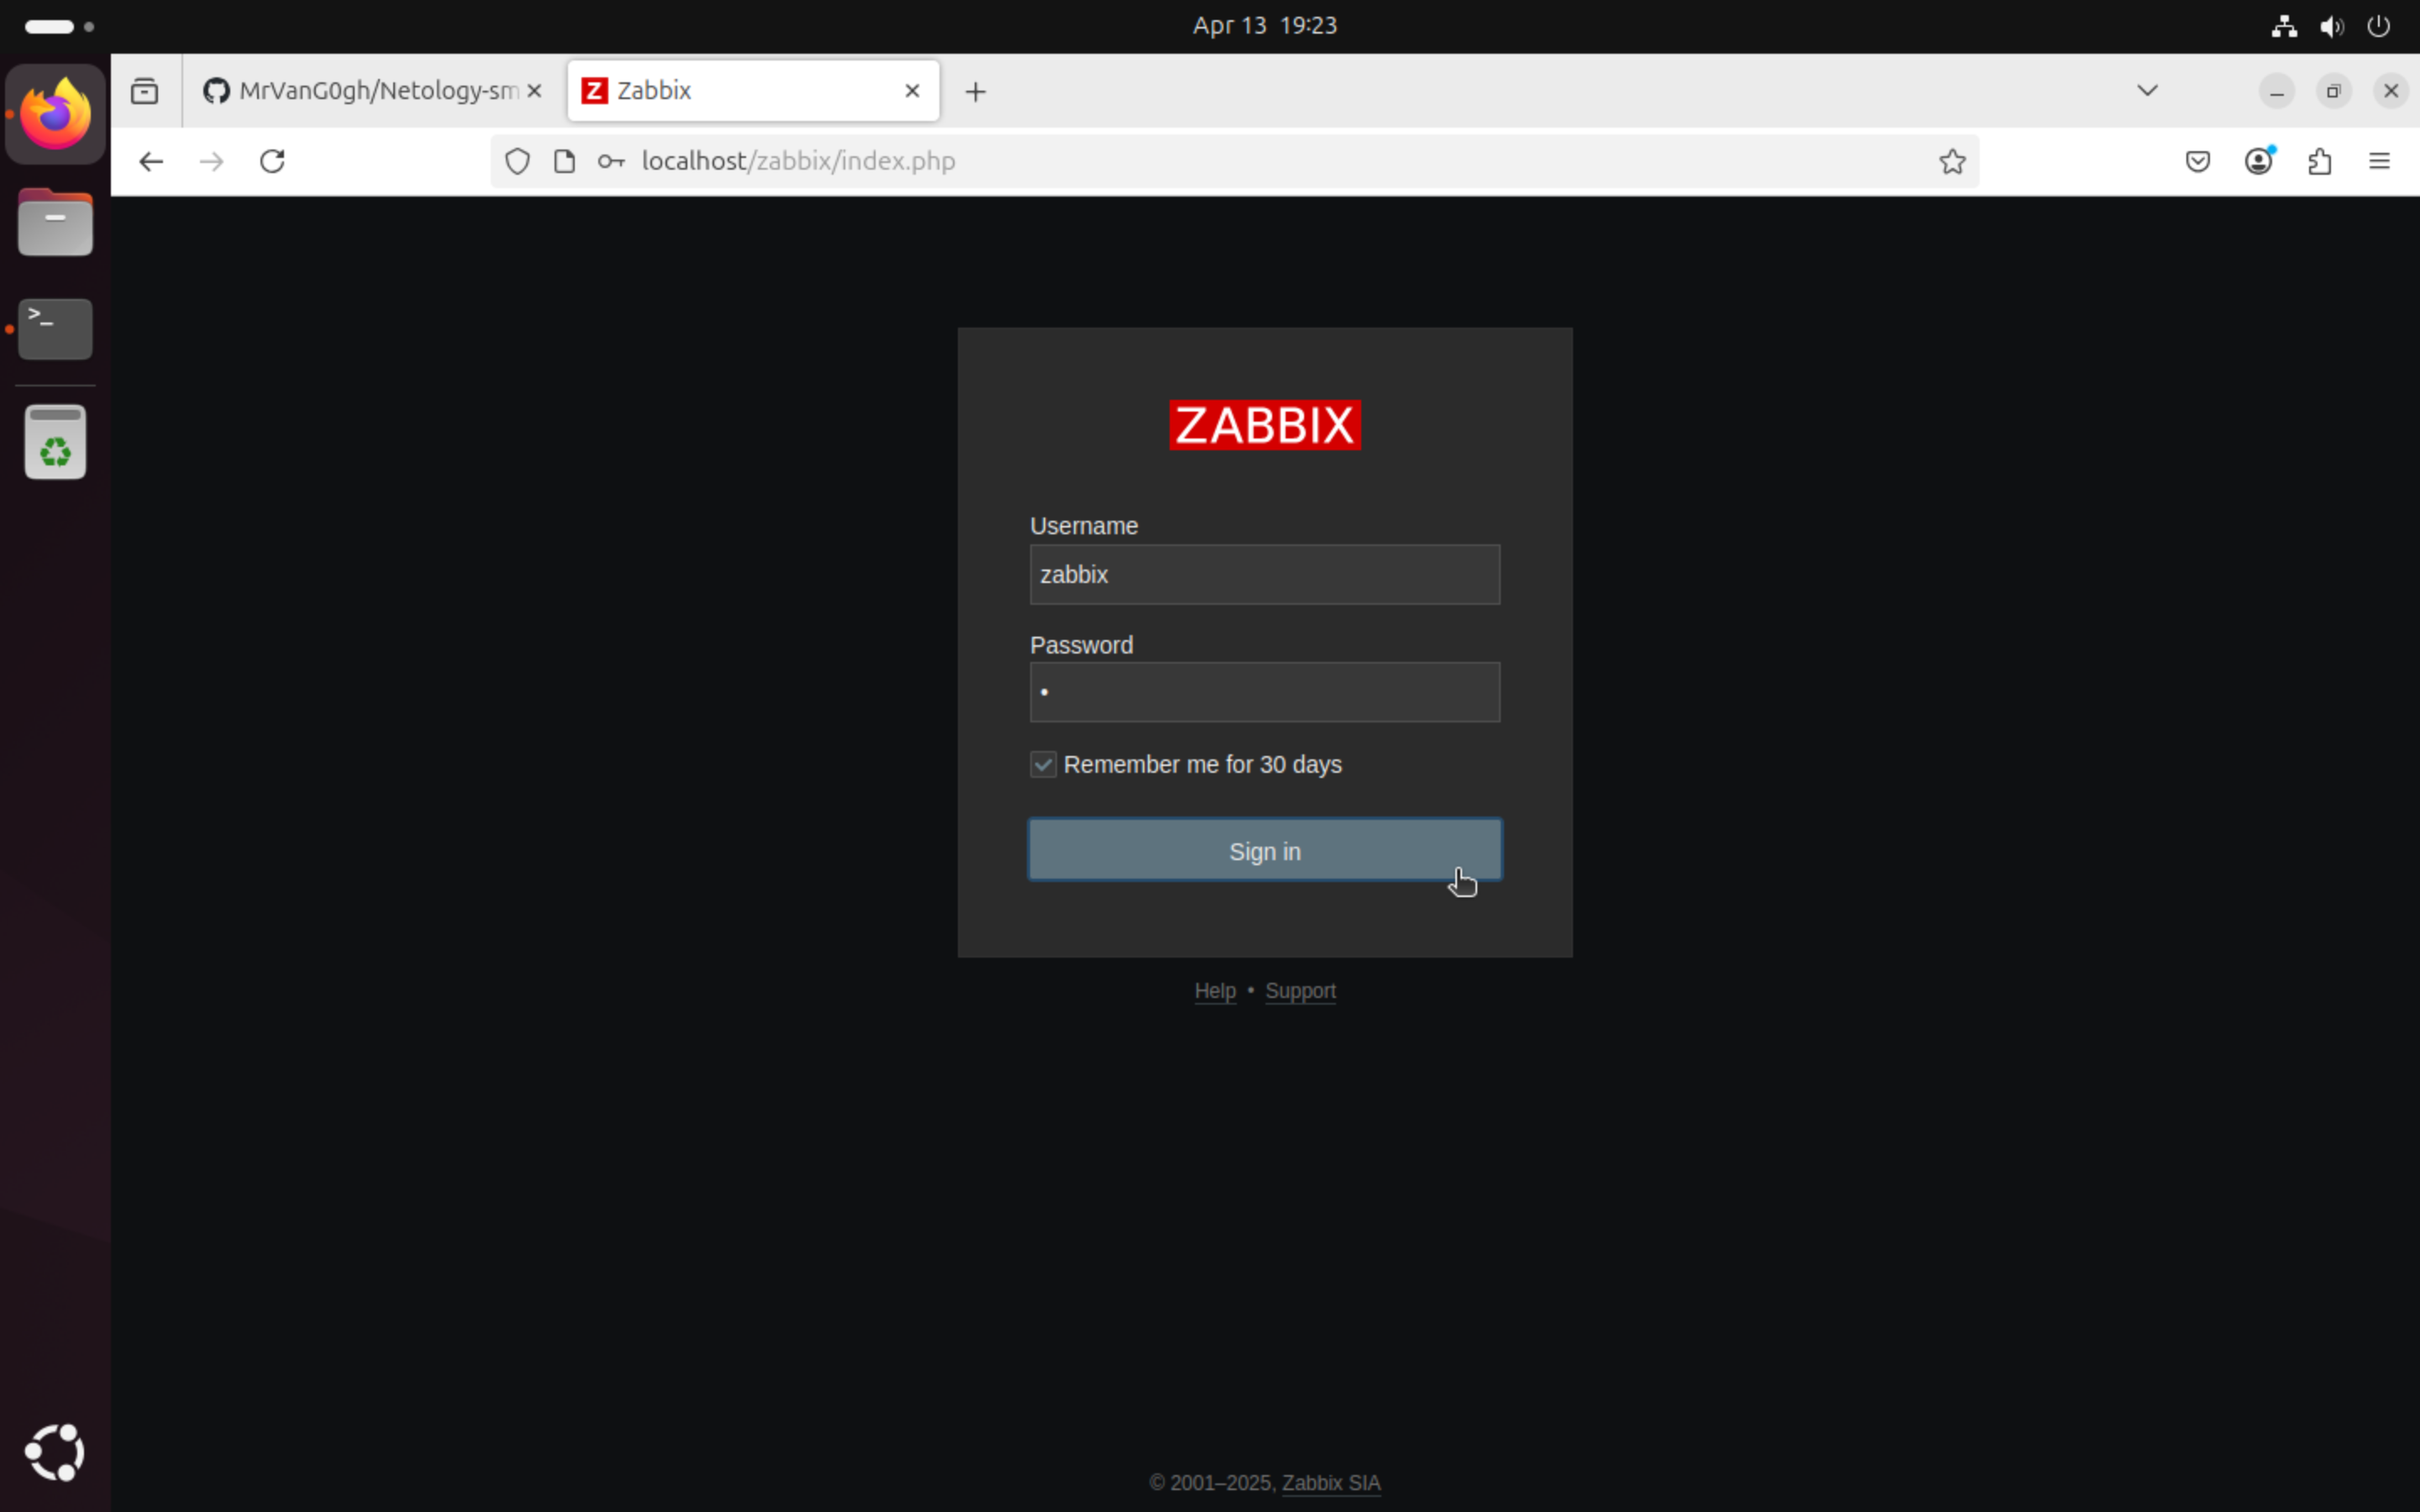 Apr 13 19:23
MrVanG0gh/Netology-sm
Zabbix
localhost/zabbix/index.php
>_
ZABBIX
Username
zabbix
Password
•
Remember me for 30 days
Sign in
Help • Support
© 2001–2025, Zabbix SIA